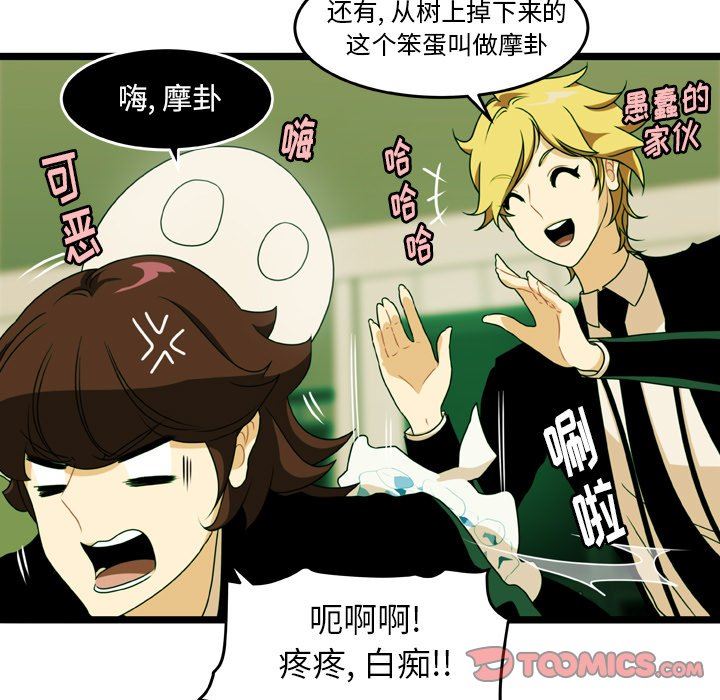 还有, 从树上掉下来的
这个笨蛋叫做摩卦
嗨, 摩卦
嗨
可恶
哈哈哈
愚蠢的
家伙
唰啦
呃啊啊!
疼疼, 白痴!!
TOOMICS.COM